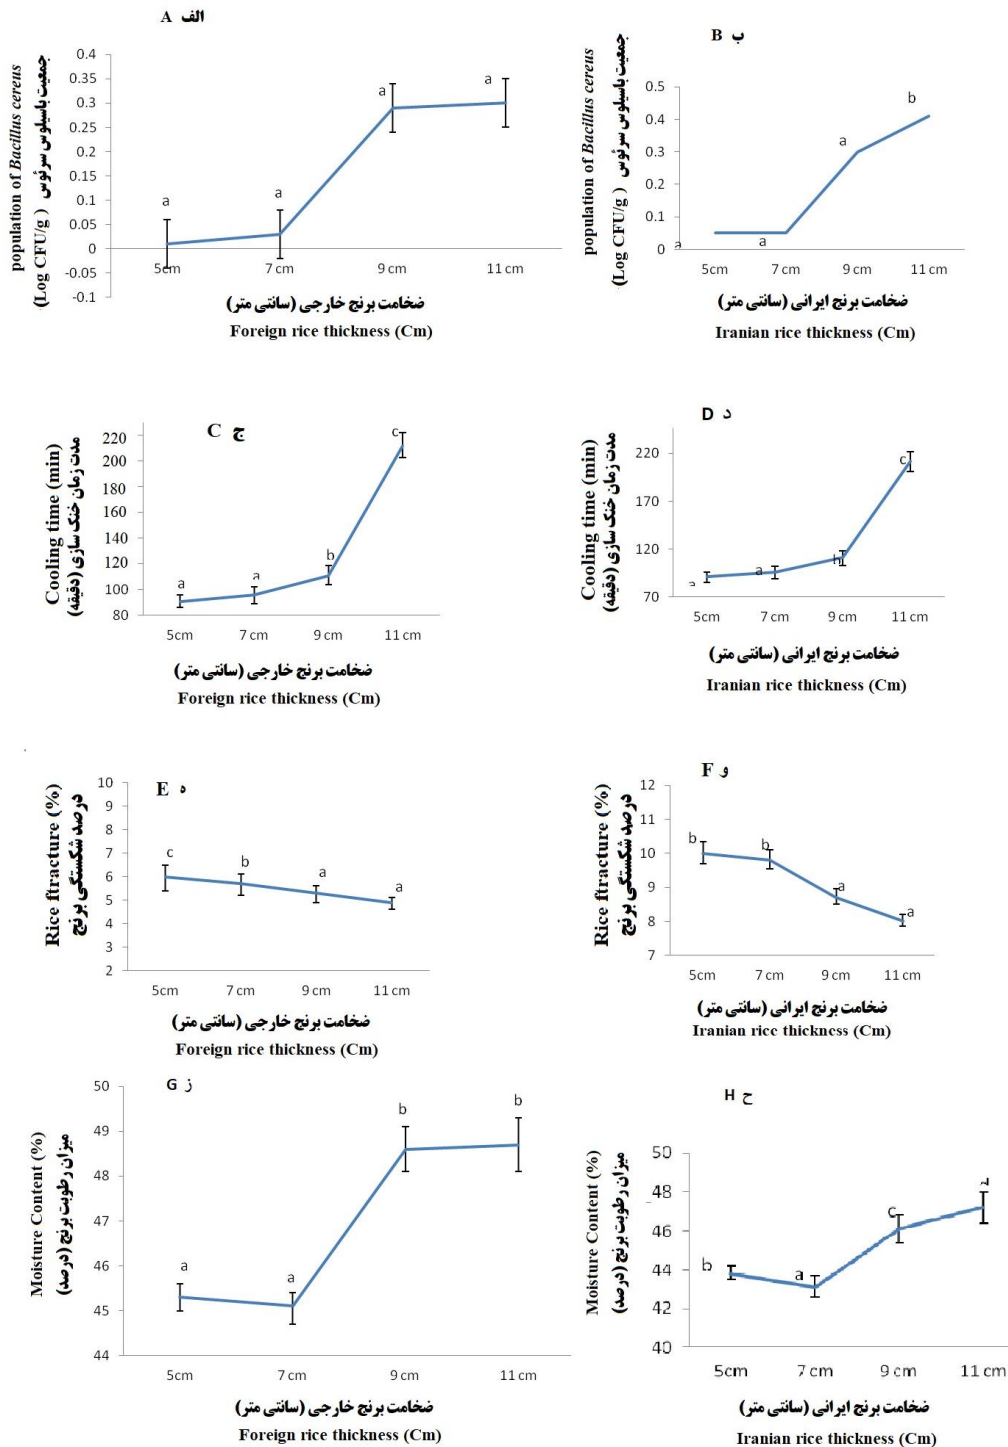 A الف
population of Bacillus cereus
جمعیت باسیلوس سرئوس
(Log CFU/g )
0.4
0.35
0.3
0.25
0.2
0.15
0.1
0.05
0
-0.05
-0.1
a
a
a
a
5cm
7 cm
9 cm
11 cm
ضخامت برنج خارجی (سانتی متر)
Foreign rice thickness (Cm)
B ب
population of Bacillus cereus
جمعیت باسیلوس سرئوس
(Log CFU/g )
0.5
0.4
0.3
0.2
0.1
0
a
a
a
b
5cm
7 cm
9 cm
11 cm
ضخامت برنج ایرانی (سانتی متر)
Iranian rice thickness (Cm)
C ج
Cooling time (min)
مدت زمان خنک سازی (دقیقه)
220
200
180
160
140
120
100
80
a
a
b
c
5cm
7 cm
9 cm
11 cm
ضخامت برنج خارجی (سانتی متر)
Foreign rice thickness (Cm)
D د
Cooling time (min)
مدت زمان خنک سازی (دقیقه)
220
170
120
70
a
c
5cm
7 cm
9 cm
11 cm
ضخامت برنج ایرانی (سانتی متر)
Iranian rice thickness (Cm)
E ه
Rice ftracture (%)
درصد شکستگی برنج
10
9
8
7
6
5
4
3
2
c
b
a
a
5cm
7 cm
9 cm
11 cm
ضخامت برنج خارجی (سانتی متر)
Foreign rice thickness (Cm)
F و
Rice ftracture (%)
درصد شکستگی برنج
12
11
10
9
8
7
b
b
a
a
5cm
7 cm
9 cm
11 cm
ضخامت برنج ایرانی (سانتی متر)
Iranian rice thickness (Cm)
G ز
Moisture Content (%)
میزان رطوبت برنج (درصد)
50
49
48
47
46
45
44
a
a
b
b
5cm
7 cm
9 cm
11 cm
ضخامت برنج خارجی (سانتی متر)
Foreign rice thickness (Cm)
H ح
Moisture Content (%)
میزان رطوبت برنج (درصد)
50
48
46
44
42
40
b
a
c
5cm
7 cm
9 cm
11 cm
ضخامت برنج ایرانی (سانتی متر)
Iranian rice thickness (Cm)